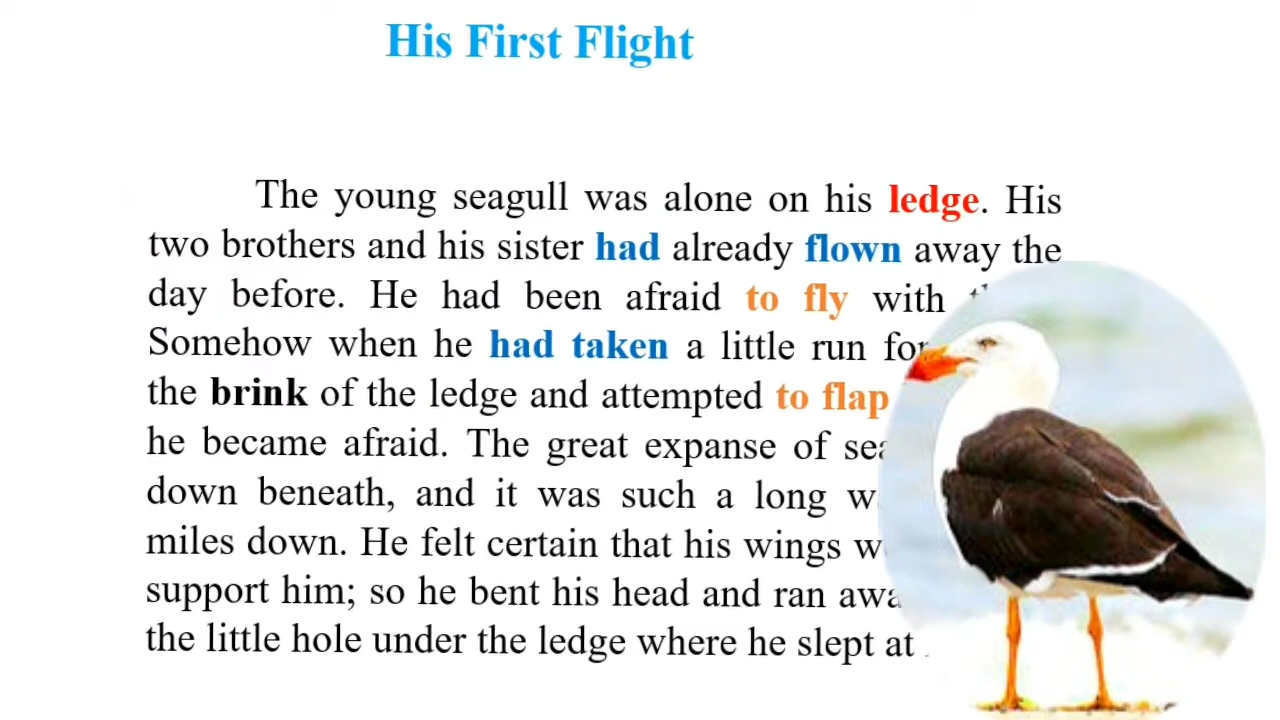 His First Flight
The young seagull was alone on his ledge. His
two brothers and his sister had already flown away the
day before. He had been afraid to fly with
Somehow when he had taken a little run
the brink of the ledge and attempted to flap
he became afraid. The great expanse of
down beneath, and it was such a long
miles down. He felt certain that his wings
support him; so he bent his head and ran
the little hole under the ledge where he slept at